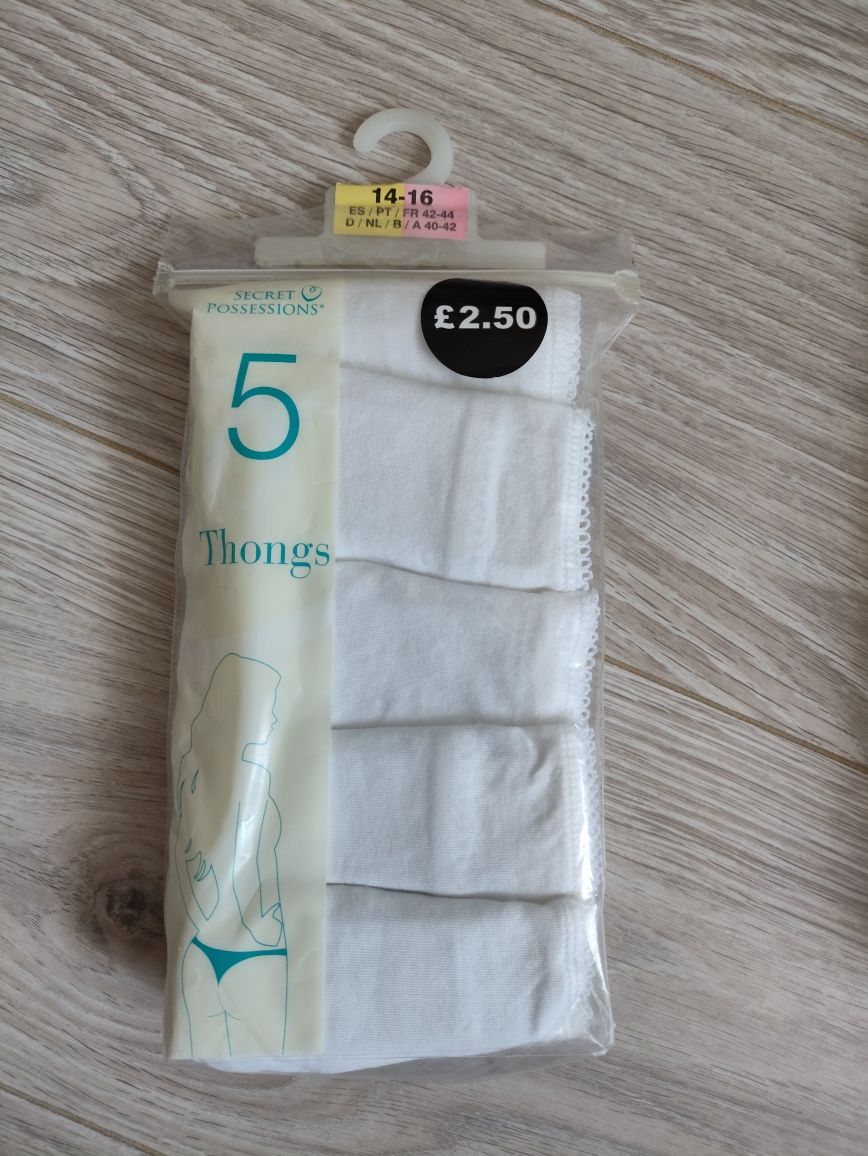 14-16
ES / PT / FR 42-44
D / NL / B / A 40-42
SECRET
POSSESSIONS®
£2.50
5
Thongs